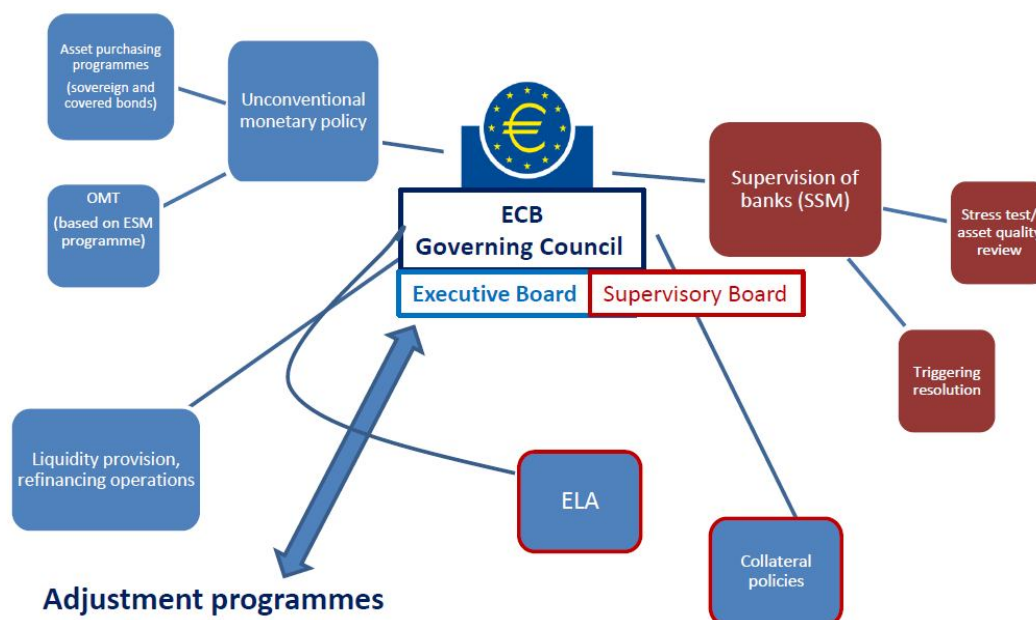 Asset purchasing
programmes
(sovereign and
covered bonds)
Unconventional
monetary policy
OMT
(based on ESM
programme)
€
ECB
Governing Council
Executive Board
Supervisory Board
Supervision of
banks (SSM)
Stress test/
asset quality
review
Triggering
resolution
Liquidity provision,
refinancing operations
ELA
Collateral
policies
Adjustment programmes